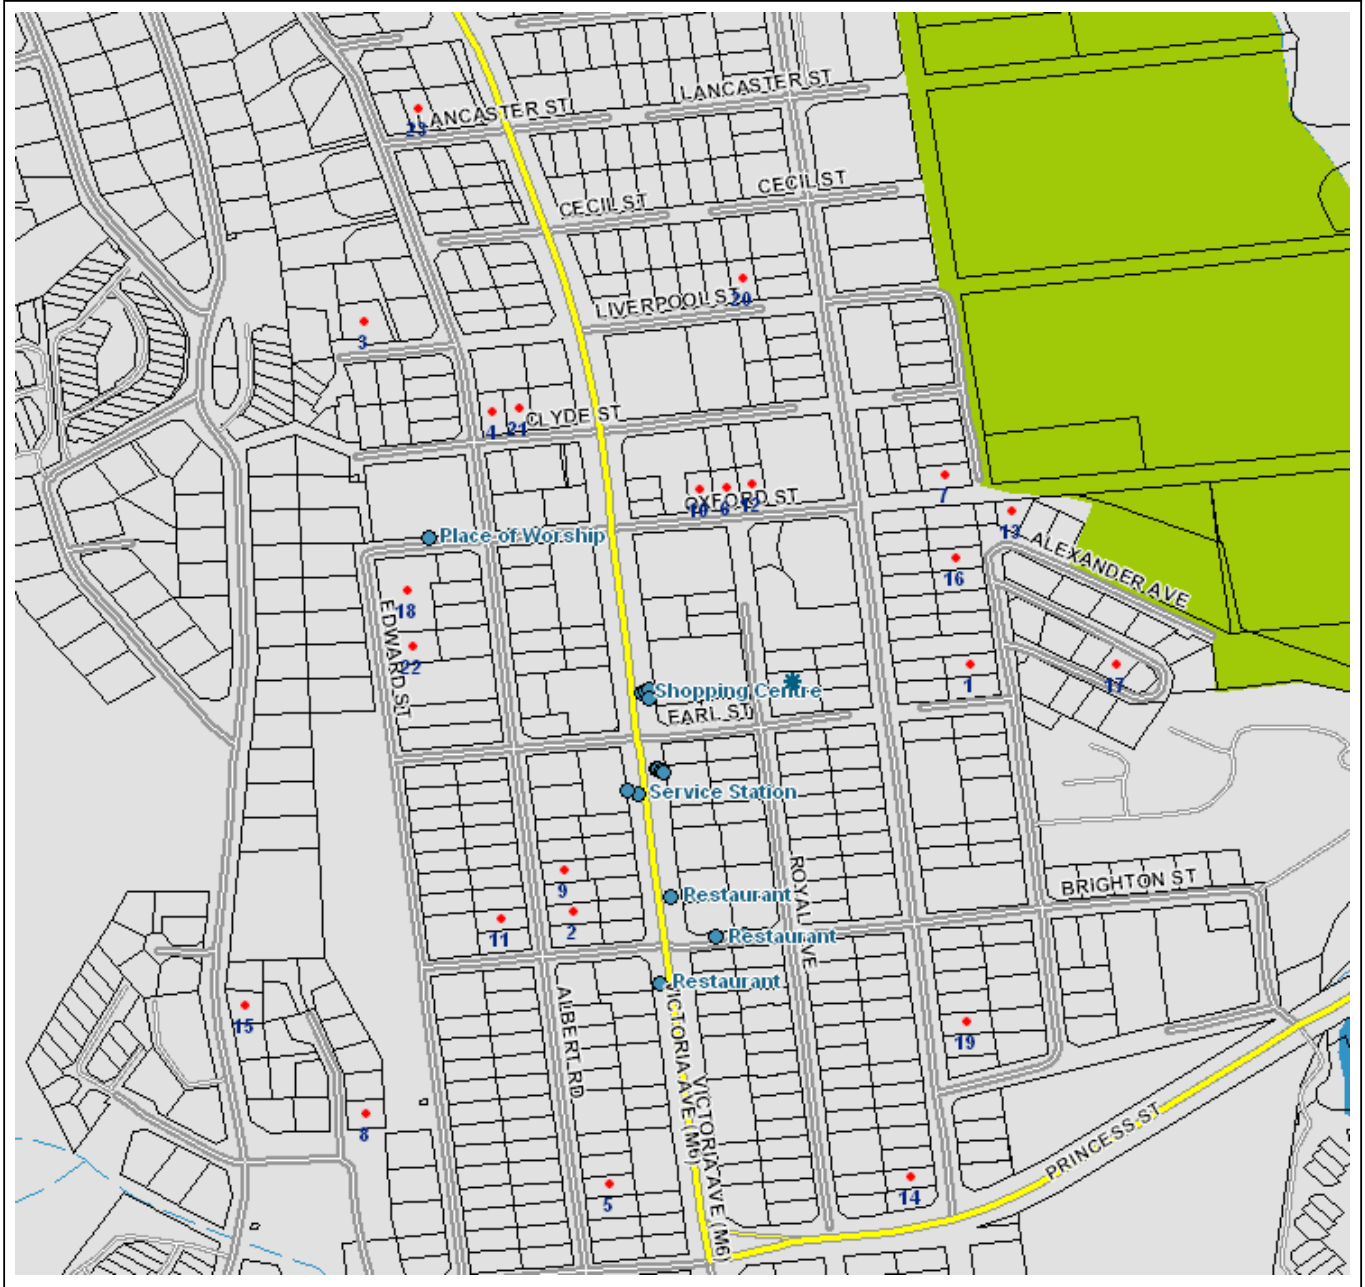 LANCASTER ST
LANCASTER ST
23
CECIL ST
CECIL ST
LIVERPOOL ST
20
3
CLYDE ST
4
21
OXFORD ST
10
6
12
7
13
ALEXANDER AVE
Place of Worship
16
18
EDWARD ST
22
17
1
Shopping Centre
EARL ST
Service Station
ROYAL AVE
9
Restaurant
BRIGHTON ST
11
2
Restaurant
Restaurant
ALBERT RD
VICTORIA AVE (M6)
VICTORIA AVE (M6)
15
19
8
PRINCESS ST
5
14